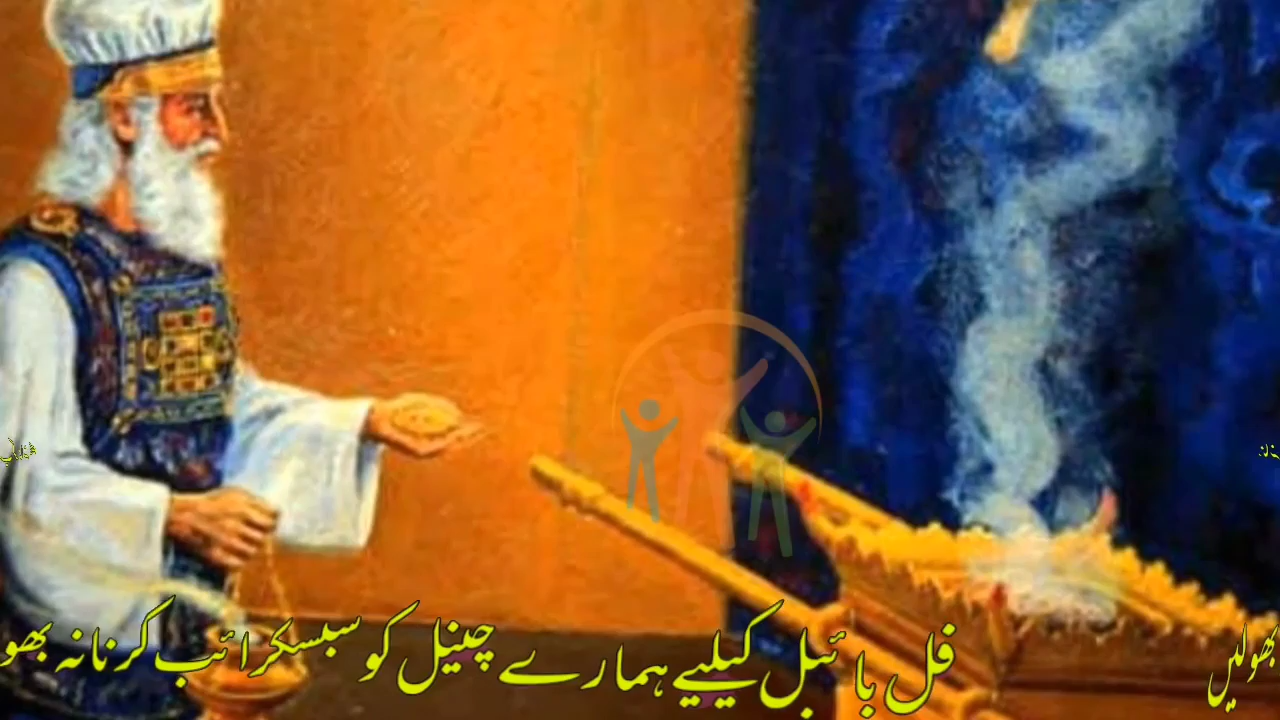 فل بائبل کیلیے ہمارے چینل کو سبسکرائب کرنا نہ بھو
بھولیں